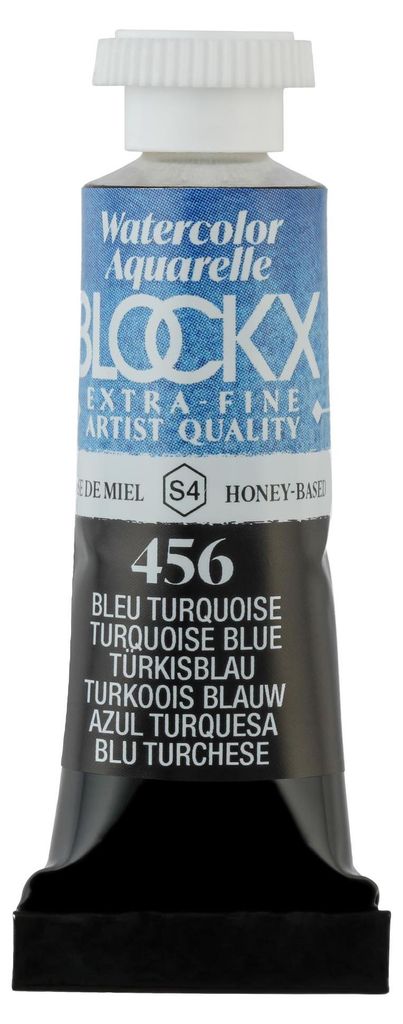 Watercolor
Aquarelle
BLOCKX
EXTRA-FINE
ARTIST QUALITY
SE DE MIEL S4 HONEY-BASED
456
BLEU TURQUOISE
TURQUOISE BLUE
TÜRKISBLAU
TURKOOIS BLAUW
AZUL TURQUESA
BLU TURCHESE